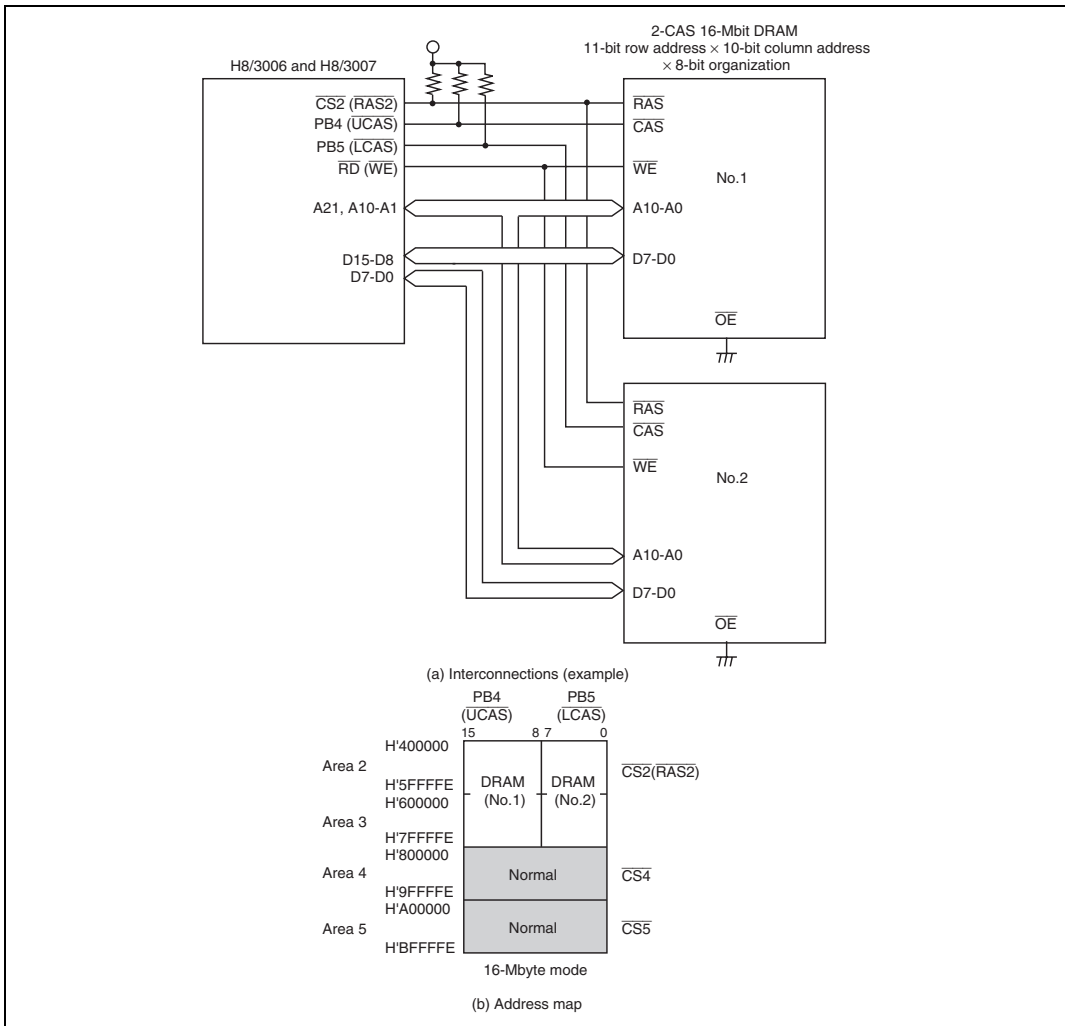 2-CAS 16-Mbit DRAM
11-bit row address × 10-bit column address
× 8-bit organization
H8/3006 and H8/3007
CS2 (RAS2)
PB4 (UCAS)
PB5 (LCAS)
RD (WE)
A21, A10-A1
D15-D8
D7-D0
RAS
CAS
WE
No.1
A10-A0
D7-D0
OE
RAS
CAS
WE
No.2
A10-A0
D7-D0
OE
(a) Interconnections (example)
PB4
(UCAS)
PB5
(LCAS)
15 8 7 0
H'400000
Area 2
CS2(RAS2)
H'5FFFFE
DRAM
(No.1)
DRAM
(No.2)
H'600000
Area 3
H'7FFFFE
H'800000
Area 4
Normal
CS4
H'9FFFFE
H'A00000
Area 5
Normal
CS5
H'BFFFFE
16-Mbyte mode
(b) Address map